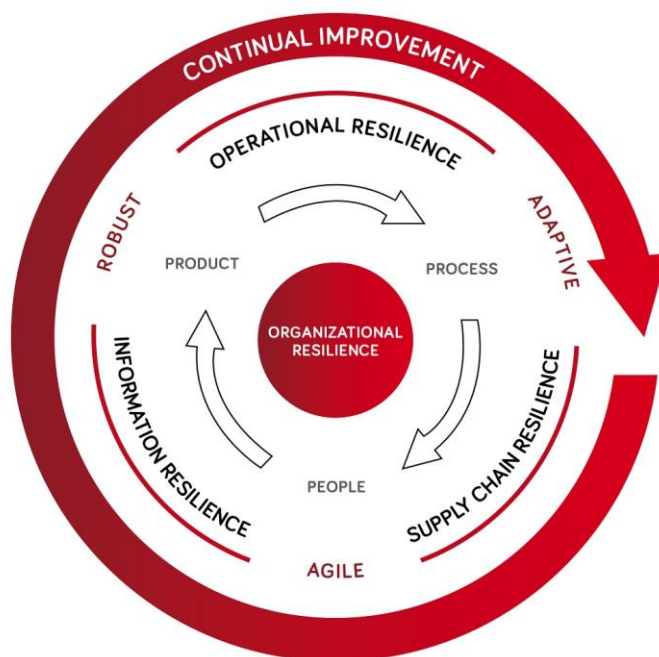 CONTINUAL IMPROVEMENT
OPERATIONAL RESILIENCE
ROBUST
ADAPTIVE
PRODUCT
PROCESS
ORGANIZATIONAL
RESILIENCE
INFORMATION RESILIENCE
SUPPLY CHAIN RESILIENCE
PEOPLE
AGILE